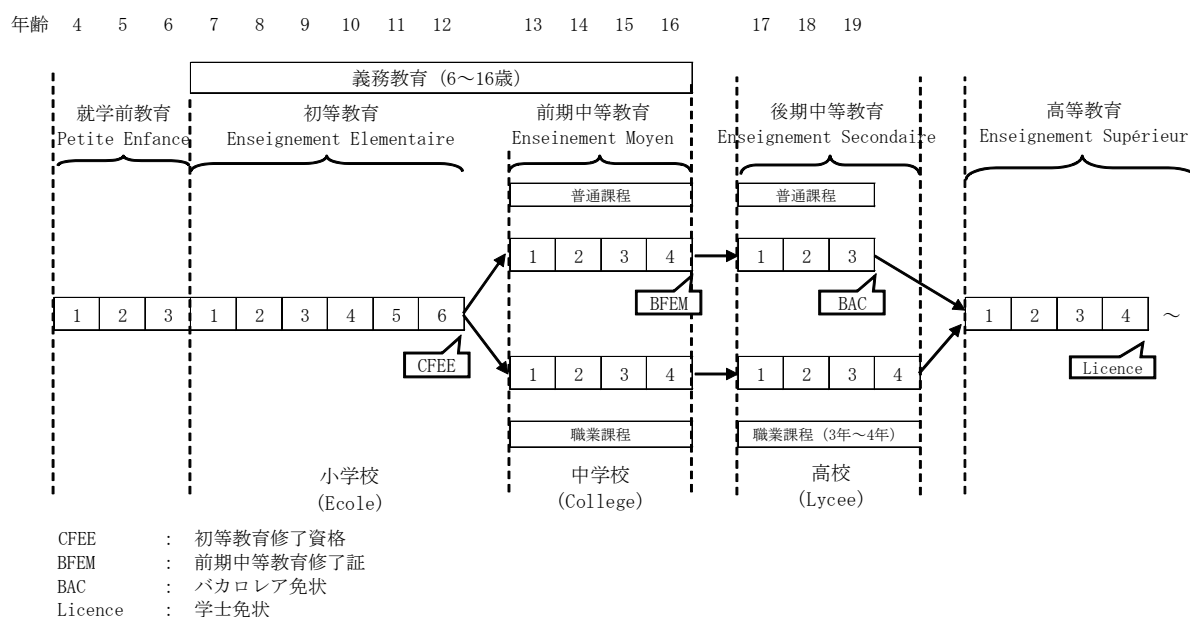 年齢 4 5 6 7 8 9 10 11 12 13 14 15 16 17 18 19
義務教育 (6～16歳)
就学前教育 初等教育 前期中等教育 後期中等教育 高等教育
Petite Enfance Enseignement Elementaire Enseinement Moyen Enseignement Secondaire Enseignement Supérieur
普通課程 普通課程
1 2 3 4 1 2 3
BFEM BAC
1 2 3 1 2 3 4 5 6 1 2 3 4 ～
CFEE Licence
1 2 3 4 1 2 3 4
職業課程 職業課程 (3年～4年)
小学校 中学校 高校
(Ecole) (College) (Lycee)
CFEE : 初等教育修了資格
BFEM : 前期中等教育修了証
BAC : バカロレア免状
Licence : 学士免状